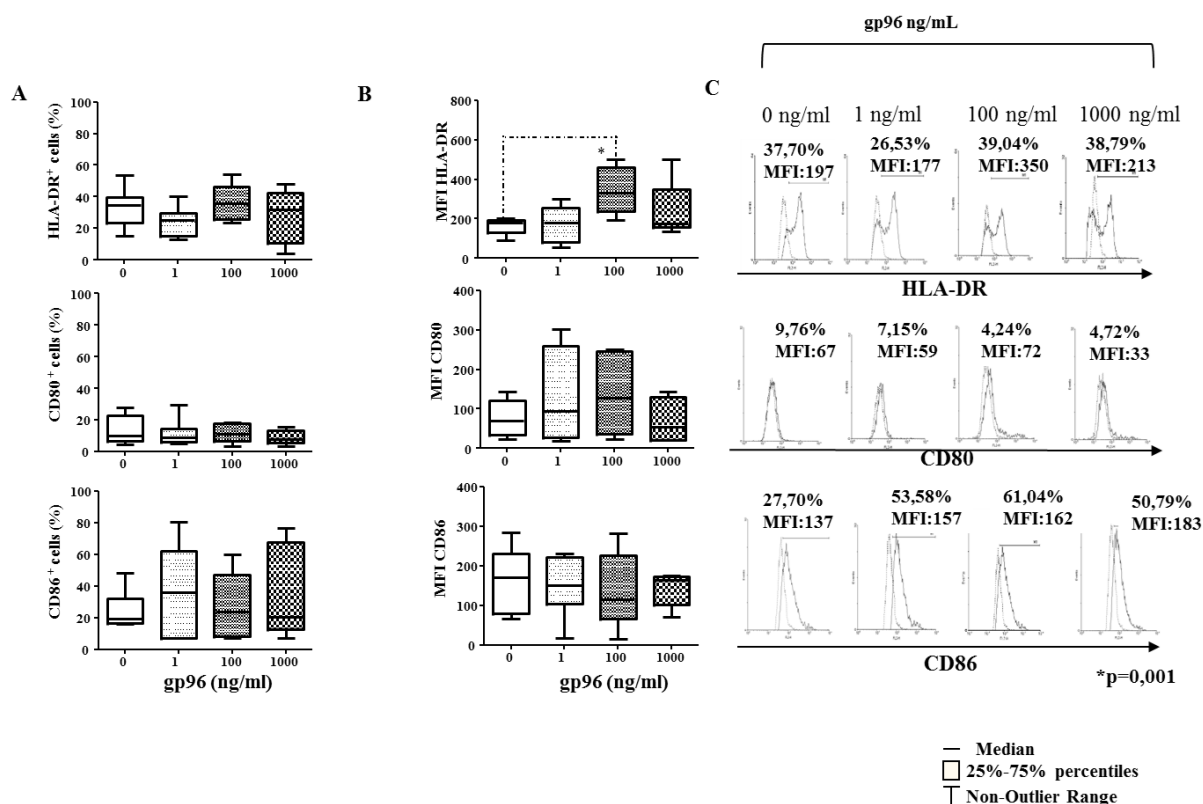 gp96 ng/mL
A
B
C
100
80
60
40
20
0
HLA-DR+ cells (%)
0 1 100 1000
100
80
60
40
20
0
CD80+ cells (%)
0 1 100 1000
100
80
60
40
20
0
CD86+ cells (%)
0 1 100 1000
gp96 (ng/ml)
800
600
400
200
0
MFI HLA-DR
*
0 1 100 1000
400
300
200
100
0
MFI CD80
0 1 100 1000
400
300
200
100
0
MFI CD86
0 1 100 1000
gp96 (ng/ml)
0 ng/ml 1 ng/ml 100 ng/ml 1000 ng/ml
37,70% 26,53% 39,04% 38,79%
MFI:197 MFI:177 MFI:350 MFI:213
HLA-DR
9,76% 7,15% 4,24% 4,72%
MFI:67 MFI:59 MFI:72 MFI:33
CD80
27,70% 53,58% 61,04% 50,79%
MFI:137 MFI:157 MFI:162 MFI:183
CD86
*p=0,001
Median
25%-75% percentiles
Non-Outlier Range